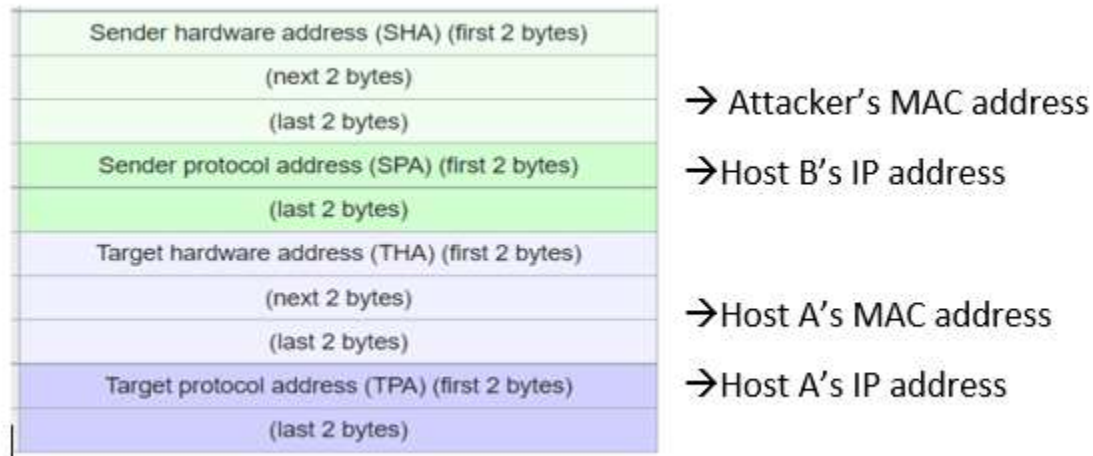 Sender hardware address (SHA) (first 2 bytes)
(next 2 bytes)
(last 2 bytes)
→ Attacker's MAC address
Sender protocol address (SPA) (first 2 bytes)
→Host B's IP address
(last 2 bytes)
Target hardware address (THA) (first 2 bytes)
(next 2 bytes)
(last 2 bytes)
→Host A's MAC address
Target protocol address (TPA) (first 2 bytes)
→Host A's IP address
(last 2 bytes)